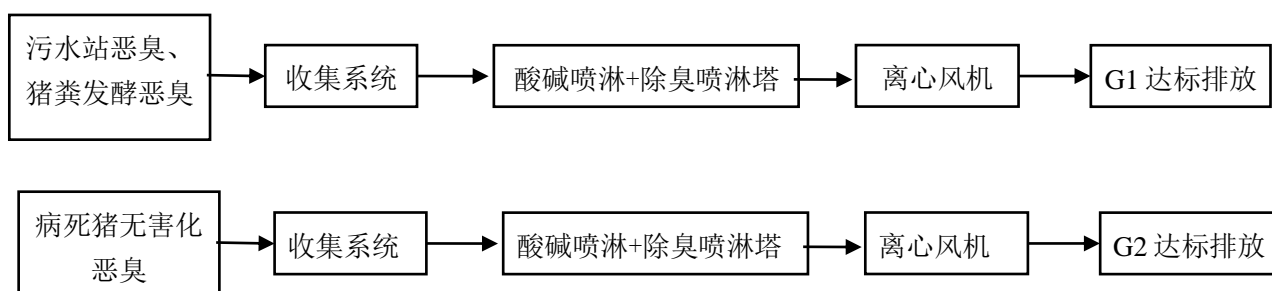 污水站恶臭、
猪粪发酵恶臭
收集系统
酸碱喷淋+除臭喷淋塔
离心风机
G1 达标排放
病死猪无害化
恶臭
收集系统
酸碱喷淋+除臭喷淋塔
离心风机
G2 达标排放